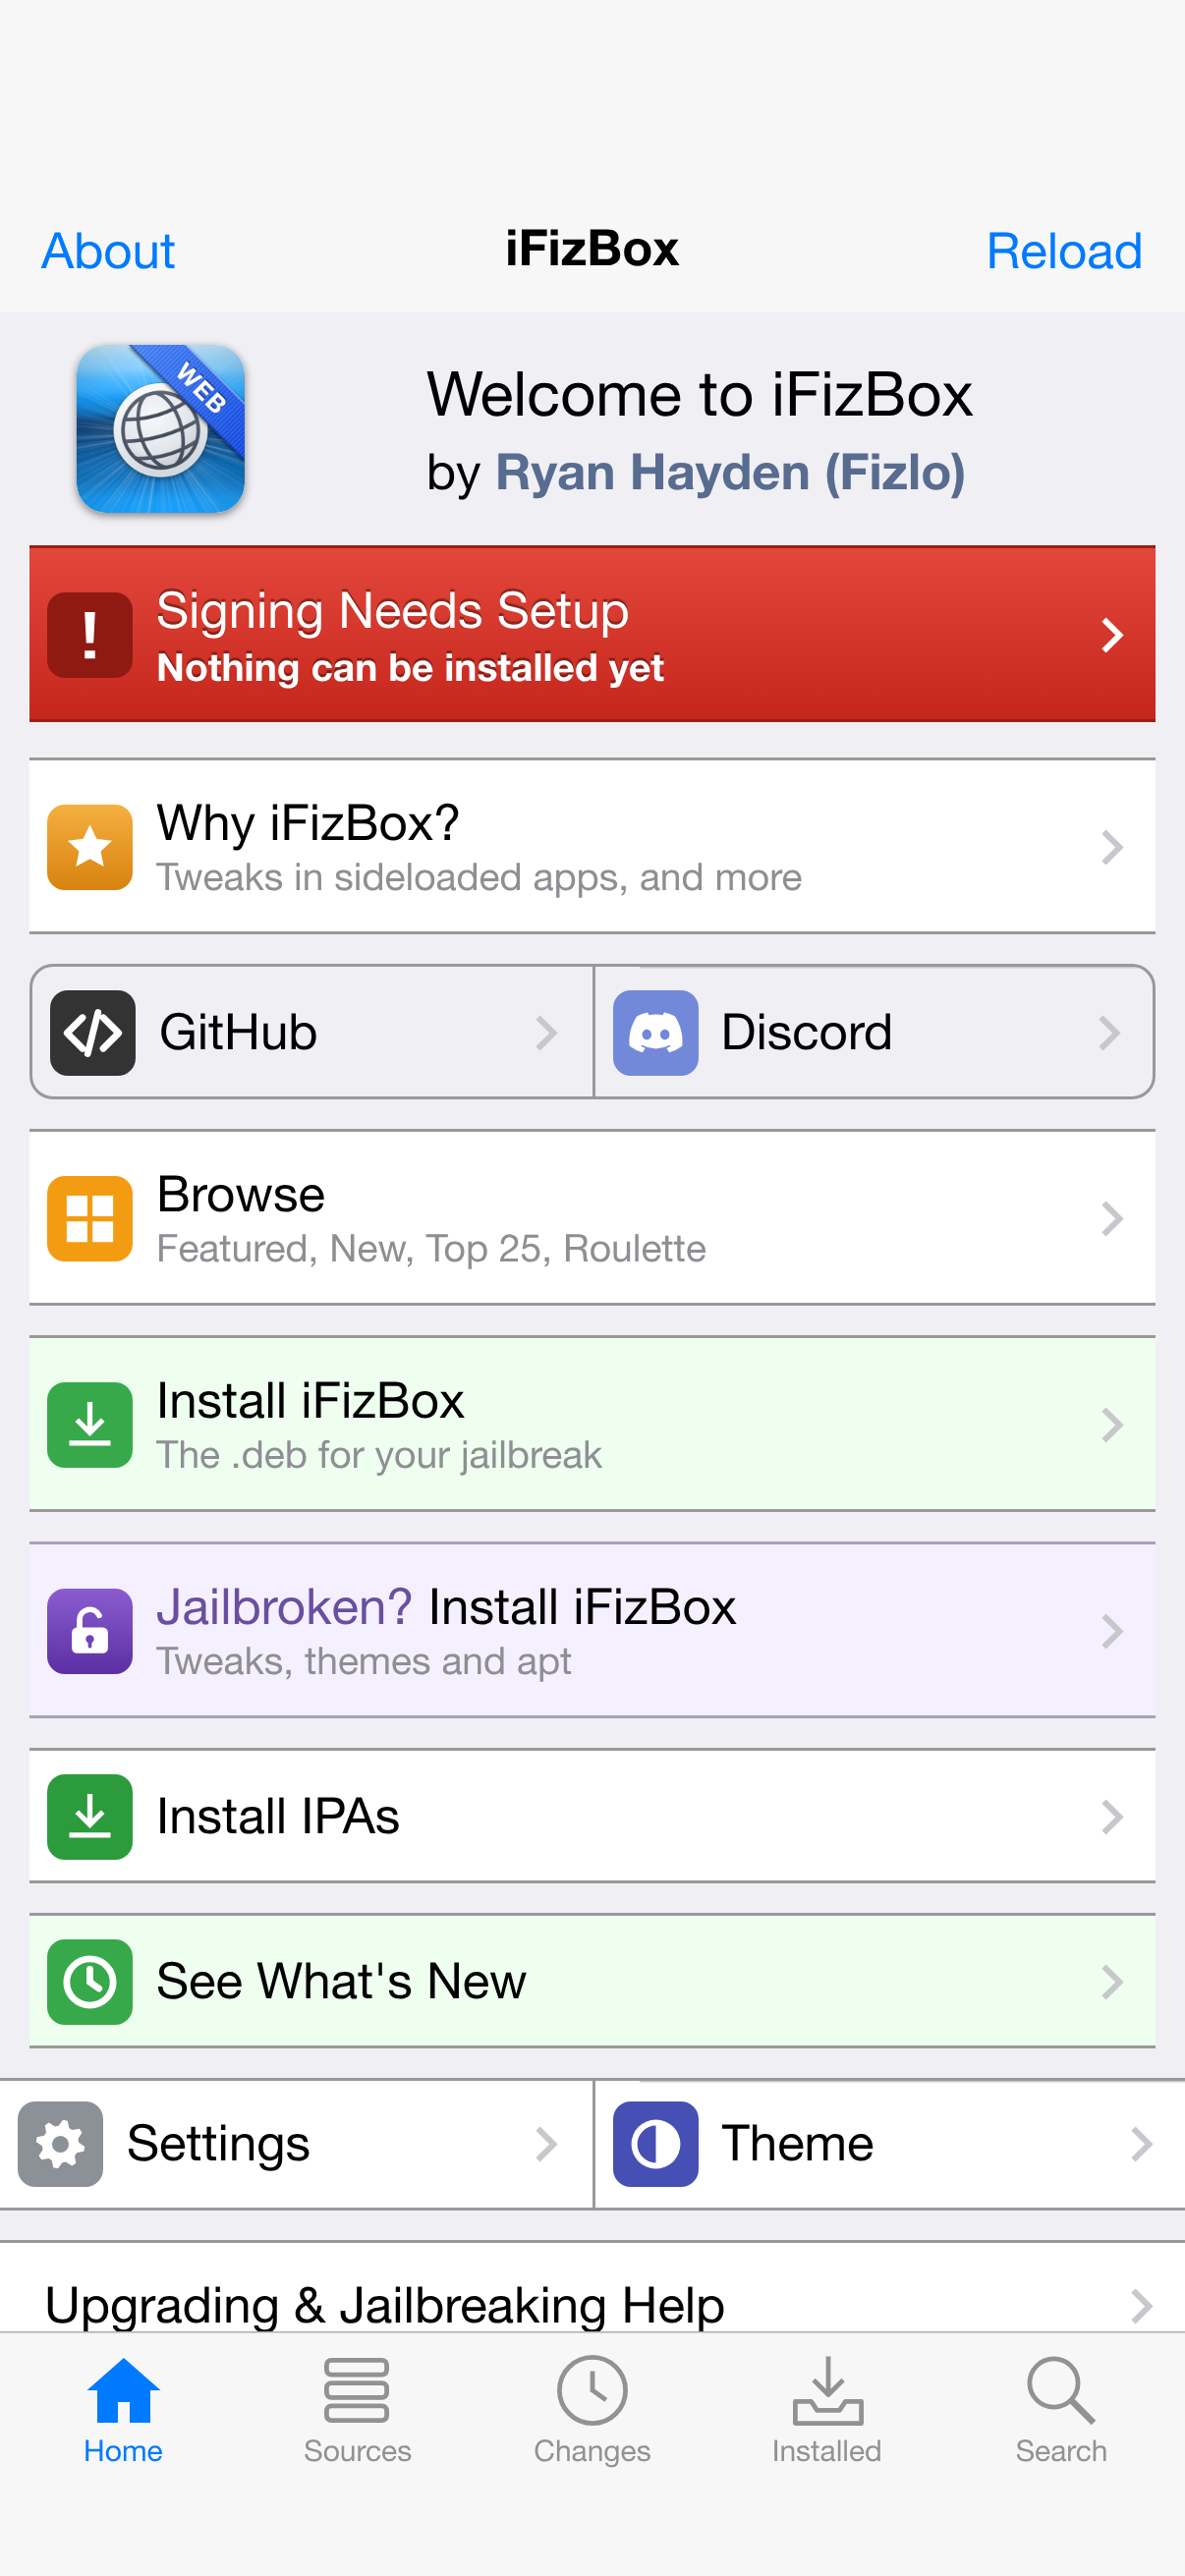 About
iFizBox
Reload
WEB
Welcome to iFizBox
by Ryan Hayden (Fizlo)
!
Signing Needs Setup
Nothing can be installed yet
Why iFizBox?
Tweaks in sideloaded apps, and more
GitHub
Discord
Browse
Featured, New, Top 25, Roulette
Install iFizBox
The .deb for your jailbreak
Jailbroken? Install iFizBox
Tweaks, themes and apt
Install IPAs
See What's New
Settings
Theme
Upgrading & Jailbreaking Help
Home
Sources
Changes
Installed
Search